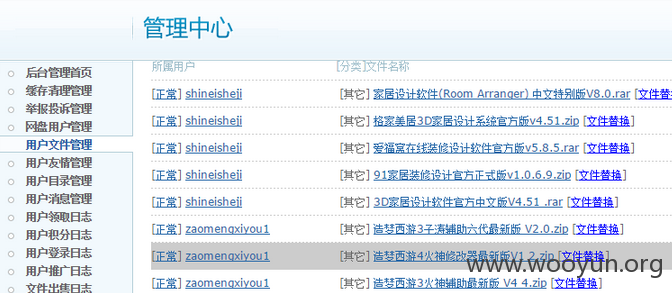 管理中心
所属用户 [分类]文件名称
后台管理首页
缓存清理管理
举报投诉管理
网盘用户管理
用户文件管理
用户友情管理
用户目录管理
用户消息管理
用户领取日志
用户积分日志
用户登录日志
用户推广日志
文件出售日志
[正常] shineisheji [其它] 家居设计软件(Room Arranger) 中文特别版V8.0.rar [文件替换
[正常] shineisheji [其它] 格家美居3D家居设计系统官方版v4.51.zip [文件替换]
[正常] shineisheji [其它] 爱福窝在线装修设计软件官方版v5.8.5.rar [文件替换]
[正常] shineisheji [其它] 91家居装修设计官方正式版v1.0.6.9.zip [文件替换]
[正常] shineisheji [其它] 3D家居设计软件官方中文版V4.51 .rar [文件替换]
[正常] zaomengxiyou1 [其它] 造梦西游3子涛辅助六代最新版 V2.0.zip [文件替换]
[正常] zaomengxiyou1 [其它] 造梦西游4火神修改器最新版V1.2.zip [文件替换]
[正常] zaomengxiyou1 [其它] 造梦西游3火神辅助最新版 V4 4.zip [文件替换]
www.wooyun.org